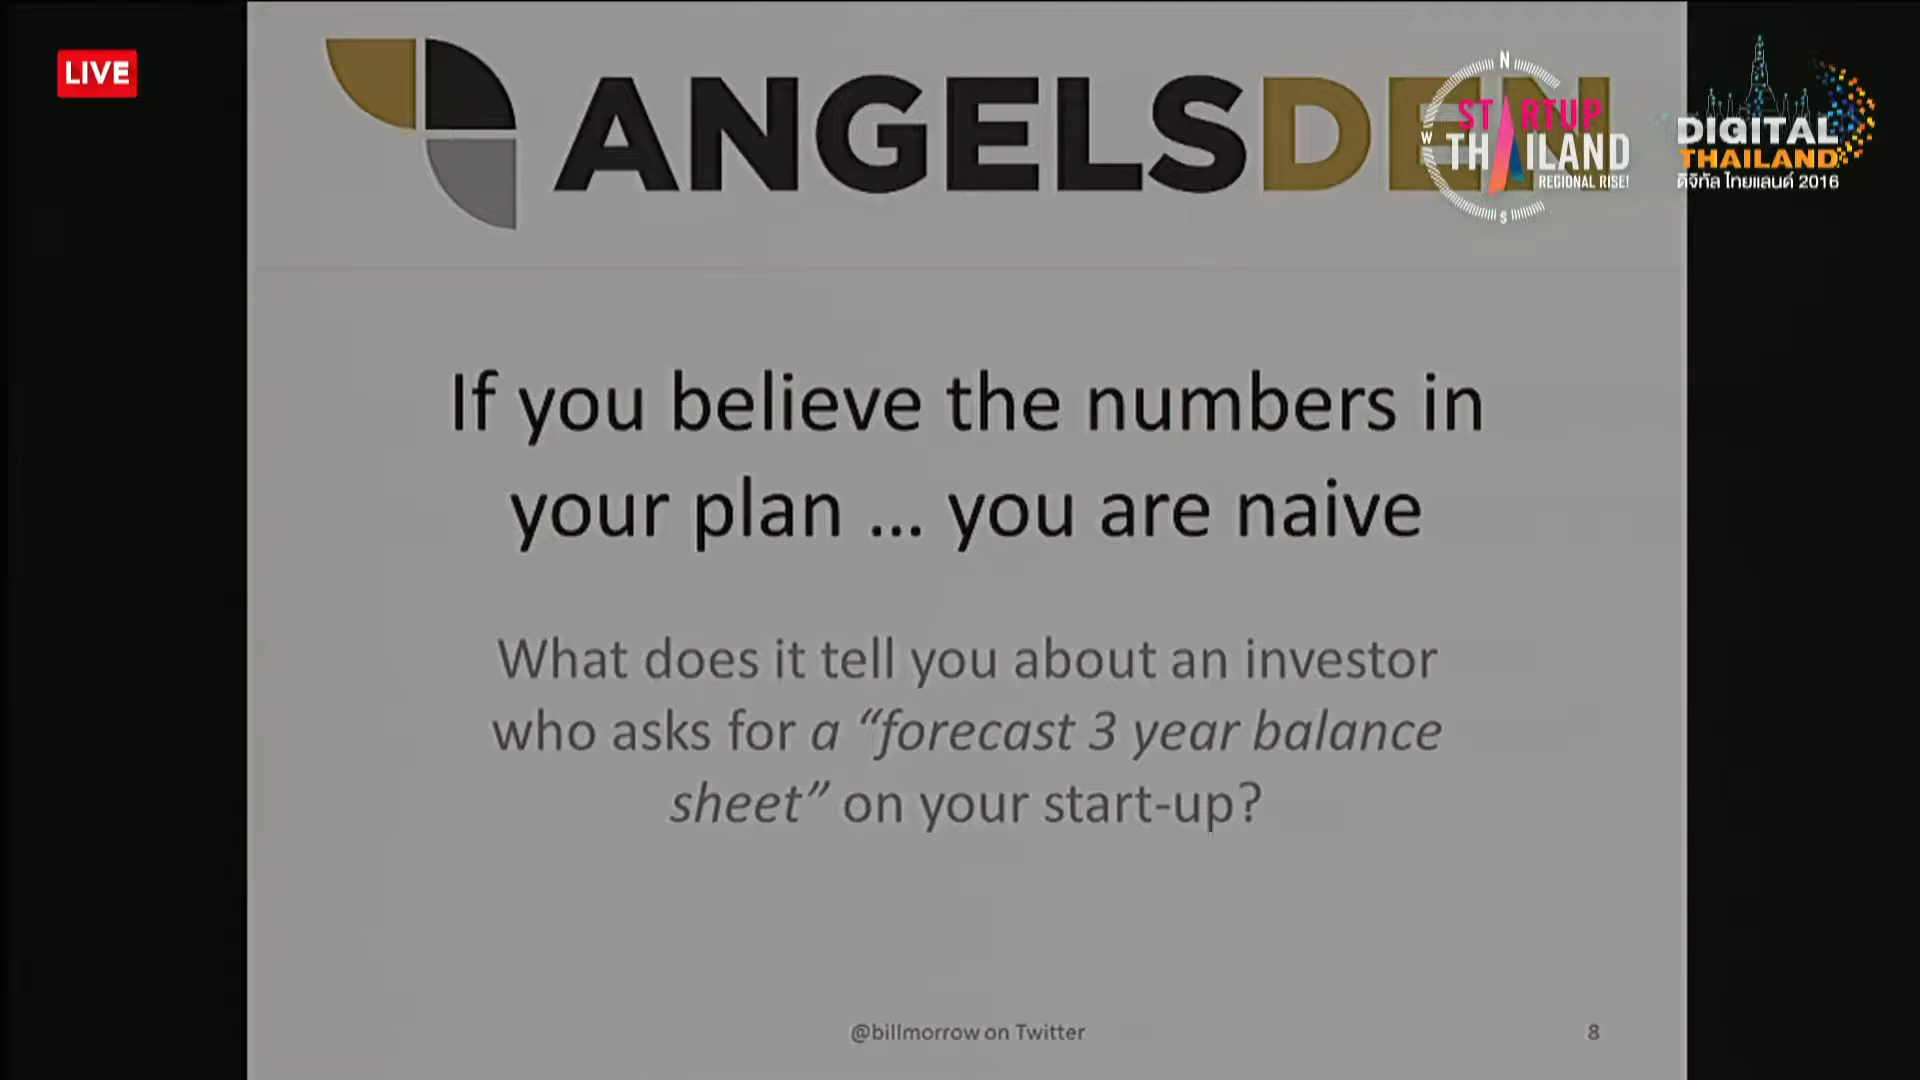 LIVE
ANGELSDEN
N
STARTUP
W
THAILAND
REGIONAL RISE!
S
DIGITAL
THAILAND
ดิจิทัล ไทยแลนด์ 2016
If you believe the numbers in
your plan ... you are naive
What does it tell you about an investor
who asks for a “forecast 3 year balance
sheet” on your start-up?
@billmorrow on Twitter
8